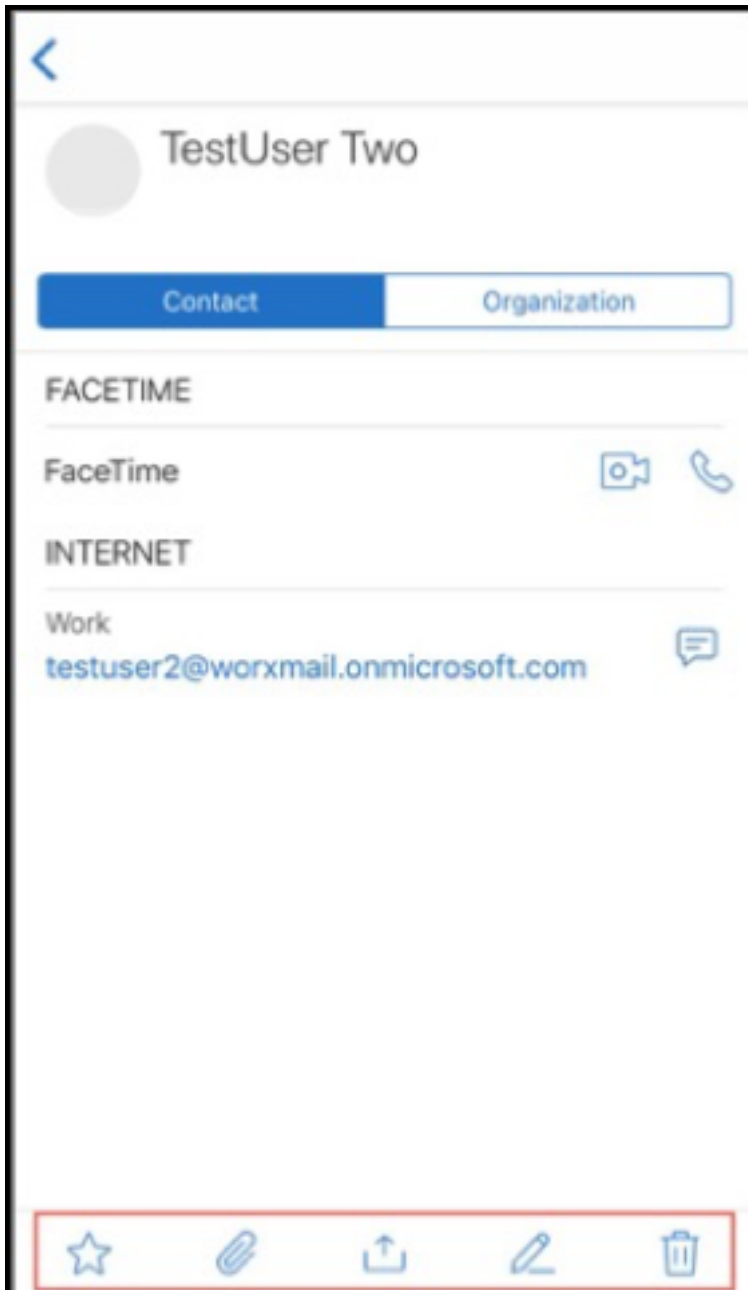 TestUser Two
Contact Organization
FACETIME
FaceTime
INTERNET
Work
testuser2@worxmail.onmicrosoft.com